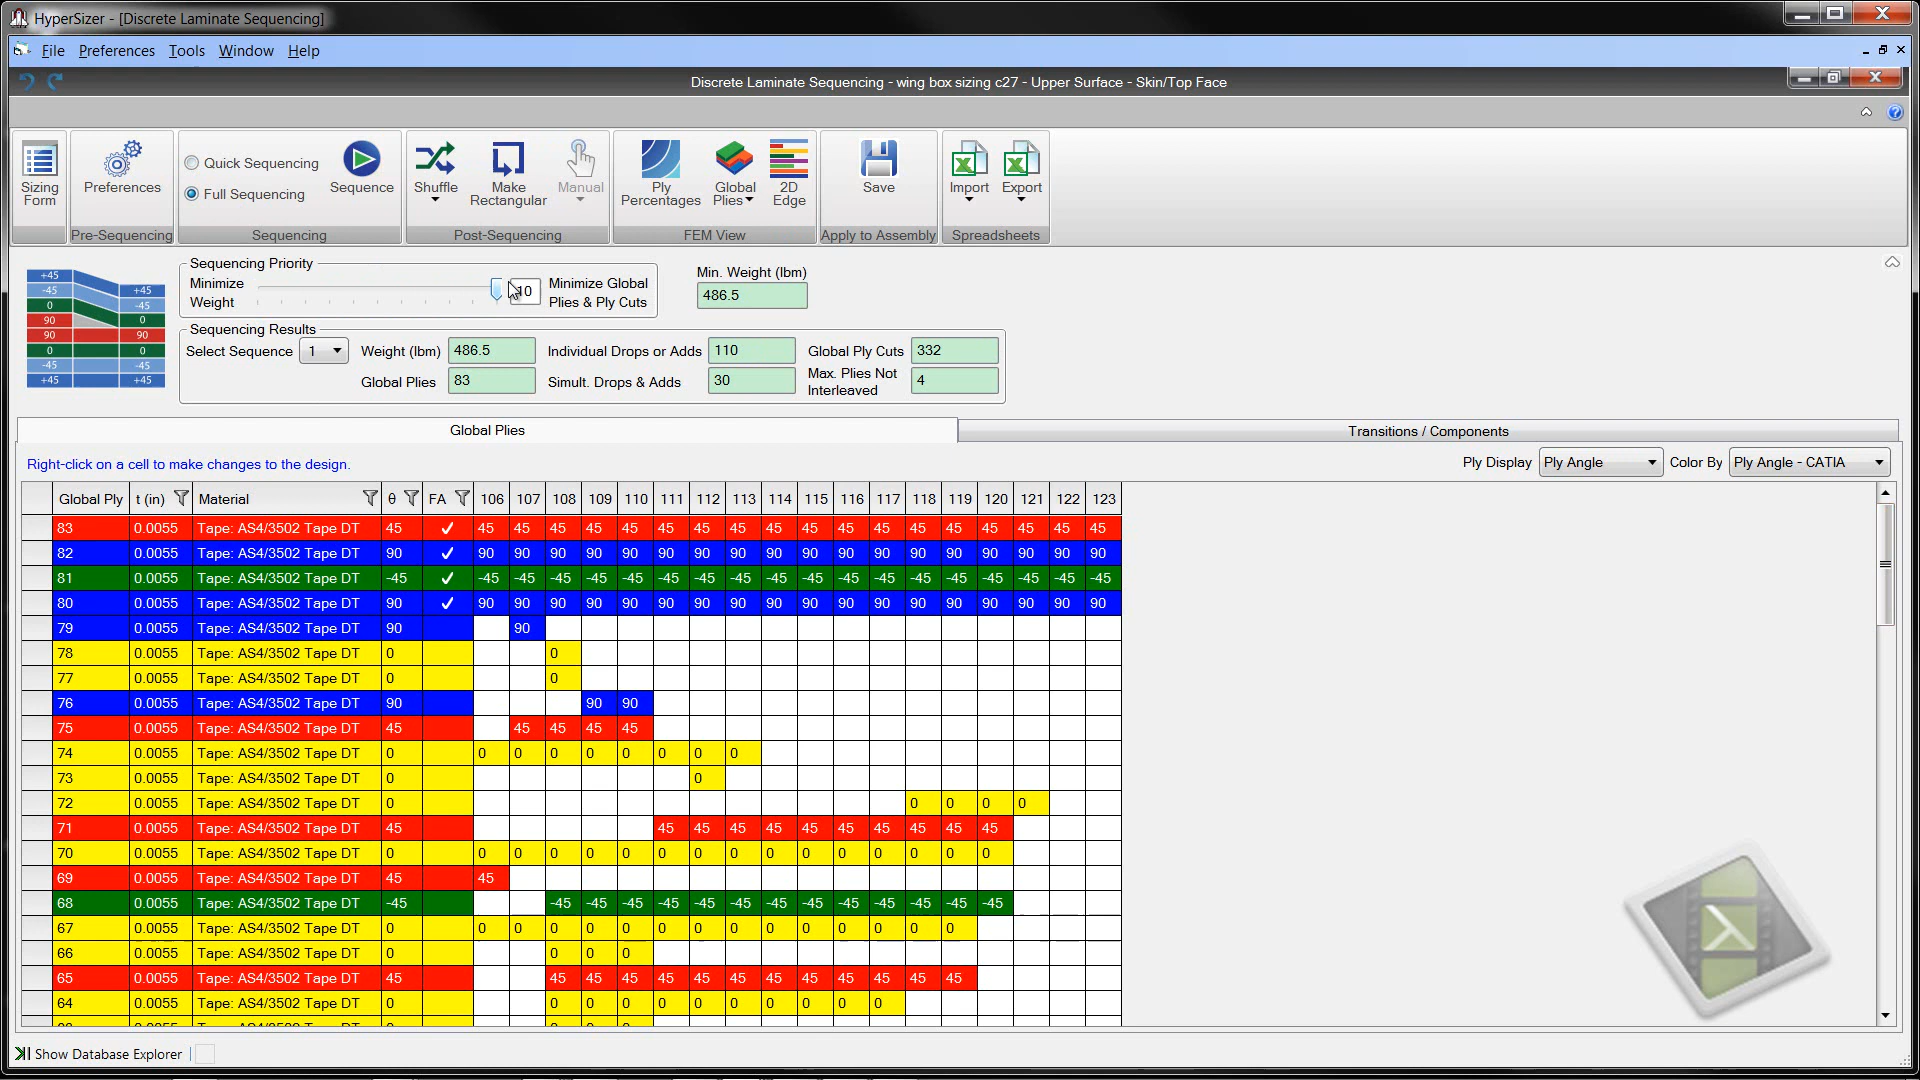 HyperSizer - [Discrete Laminate Sequencing]
File Preferences Tools Window Help
Discrete Laminate Sequencing - wing box sizing c27 - Upper Surface - Skin/Top Face
Sizing Form
Preferences
Quick Sequencing
Full Sequencing
Sequence
Shuffle
Make Rectangular
Manual
Ply Percentages
Global Plies
2D Edge
Save
Import
Export
Pre-Sequencing Sequencing Post-Sequencing FEM View Apply to Assembly Spreadsheets
+45
-45 +45
0 -45
90 0
90 90
0 0
-45 -45
+45 +45
Sequencing Priority
Minimize Weight
10
Minimize Global Plies & Ply Cuts
Min. Weight (lbm)
486.5
Sequencing Results
Select Sequence 1 Weight (lbm) 486.5 Individual Drops or Adds 110 Global Ply Cuts 332
Global Plies 83 Simult. Drops & Adds 30 Max. Plies Not Interleaved 4
Global Plies Transitions / Components
Right-click on a cell to make changes to the design. Ply Display Ply Angle Color By Ply Angle - CATIA
Global Ply t (in) Material θ FA 106 107 108 109 110 111 112 113 114 115 116 117 118 119 120 121 122 123
83 0.0055 Tape: AS4/3502 Tape DT 45 ✓ 45 45 45 45 45 45 45 45 45 45 45 45 45 45 45 45 45 45
82 0.0055 Tape: AS4/3502 Tape DT 90 ✓ 90 90 90 90 90 90 90 90 90 90 90 90 90 90 90 90 90 90
81 0.0055 Tape: AS4/3502 Tape DT -45 ✓ -45 -45 -45 -45 -45 -45 -45 -45 -45 -45 -45 -45 -45 -45 -45 -45 -45 -45
80 0.0055 Tape: AS4/3502 Tape DT 90 ✓ 90 90 90 90 90 90 90 90 90 90 90 90 90 90 90 90 90 90
79 0.0055 Tape: AS4/3502 Tape DT 90 90
78 0.0055 Tape: AS4/3502 Tape DT 0 0
77 0.0055 Tape: AS4/3502 Tape DT 0 0
76 0.0055 Tape: AS4/3502 Tape DT 90 90 90
75 0.0055 Tape: AS4/3502 Tape DT 45 45 45 45 45
74 0.0055 Tape: AS4/3502 Tape DT 0 0 0 0 0 0 0 0 0
73 0.0055 Tape: AS4/3502 Tape DT 0 0
72 0.0055 Tape: AS4/3502 Tape DT 0 0 0 0 0
71 0.0055 Tape: AS4/3502 Tape DT 45 45 45 45 45 45 45 45 45 45 45
70 0.0055 Tape: AS4/3502 Tape DT 0 0 0 0 0 0 0 0 0 0 0 0 0 0 0 0
69 0.0055 Tape: AS4/3502 Tape DT 45 45
68 0.0055 Tape: AS4/3502 Tape DT -45 -45 -45 -45 -45 -45 -45 -45 -45 -45 -45 -45 -45 -45
67 0.0055 Tape: AS4/3502 Tape DT 0 0 0 0 0 0 0 0 0 0 0 0 0 0 0
66 0.0055 Tape: AS4/3502 Tape DT 0 0 0 0
65 0.0055 Tape: AS4/3502 Tape DT 45 45 45 45 45 45 45 45 45 45 45 45 45
64 0.0055 Tape: AS4/3502 Tape DT 0 0 0 0 0 0 0 0 0 0 0
Show Database Explorer